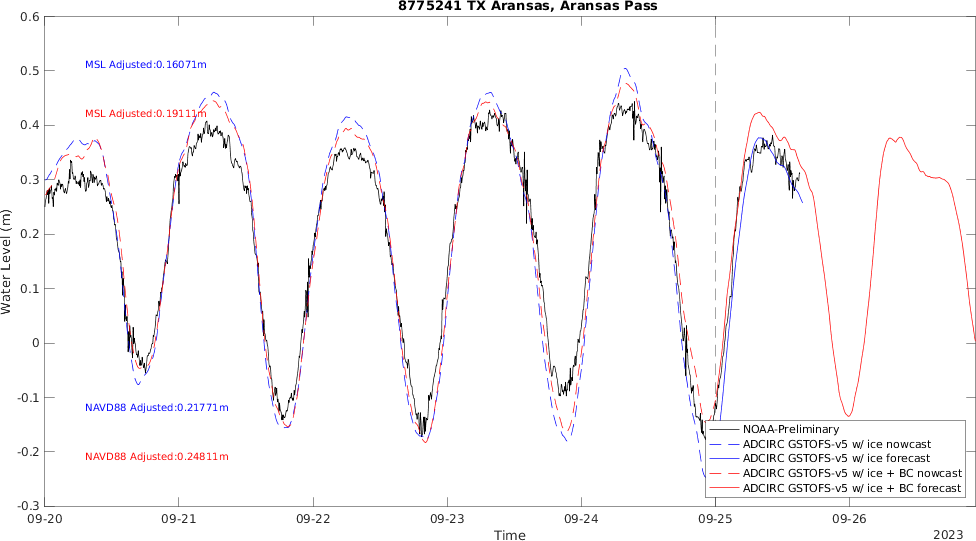 8775241 TX Aransas, Aransas Pass
Water Level (m)
0.6
0.5
0.4
0.3
0.2
0.1
0
-0.1
-0.2
-0.3
MSL Adjusted:0.16071m
MSL Adjusted:0.19111m
NAVD88 Adjusted:0.21771m
NAVD88 Adjusted:0.24811m
NOAA-Preliminary
ADCIRC GSTOFS-v5 w/ ice nowcast
ADCIRC GSTOFS-v5 w/ ice forecast
ADCIRC GSTOFS-v5 w/ ice + BC nowcast
ADCIRC GSTOFS-v5 w/ ice + BC forecast
09-20 09-21 09-22 09-23 09-24 09-25 09-26
Time
2023